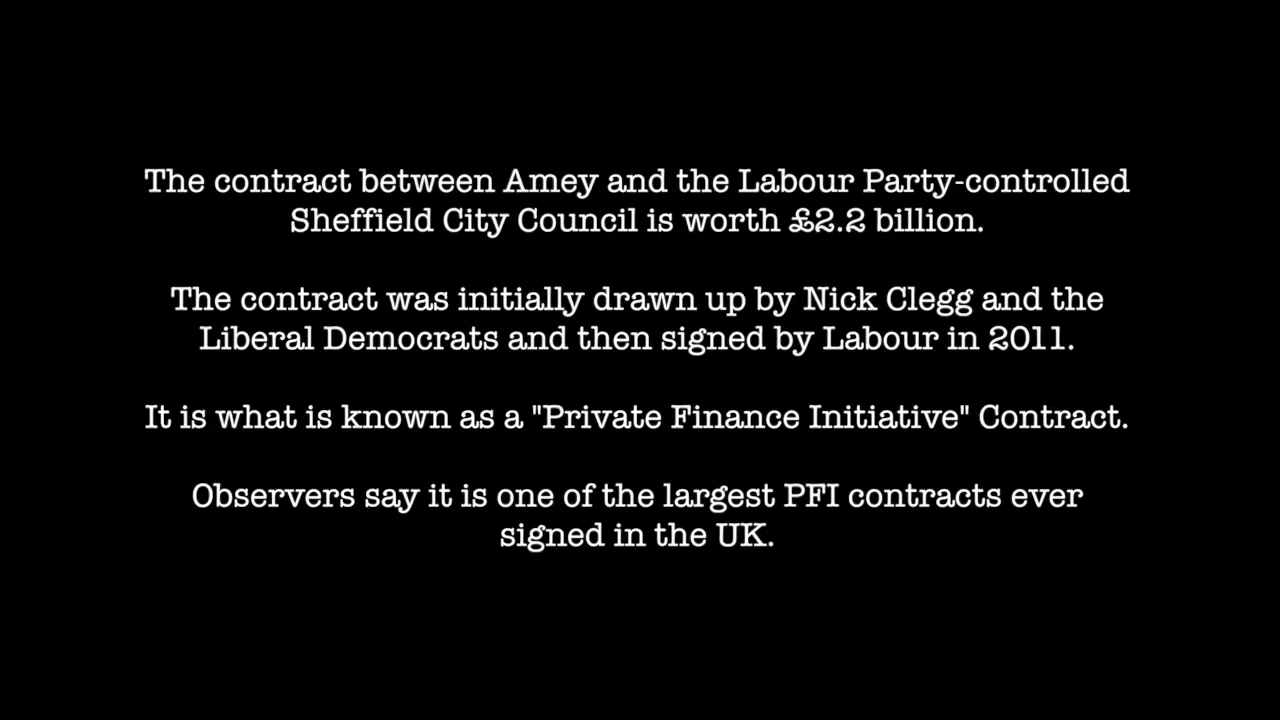 The contract between Amey and the Labour Party-controlled
Sheffield City Council is worth £2.2 billion.
The contract was initially drawn up by Nick Clegg and the
Liberal Democrats and then signed by Labour in 2011.
It is what is known as a "Private Finance Initiative" Contract.
Observers say it is one of the largest PFI contracts ever
signed in the UK.